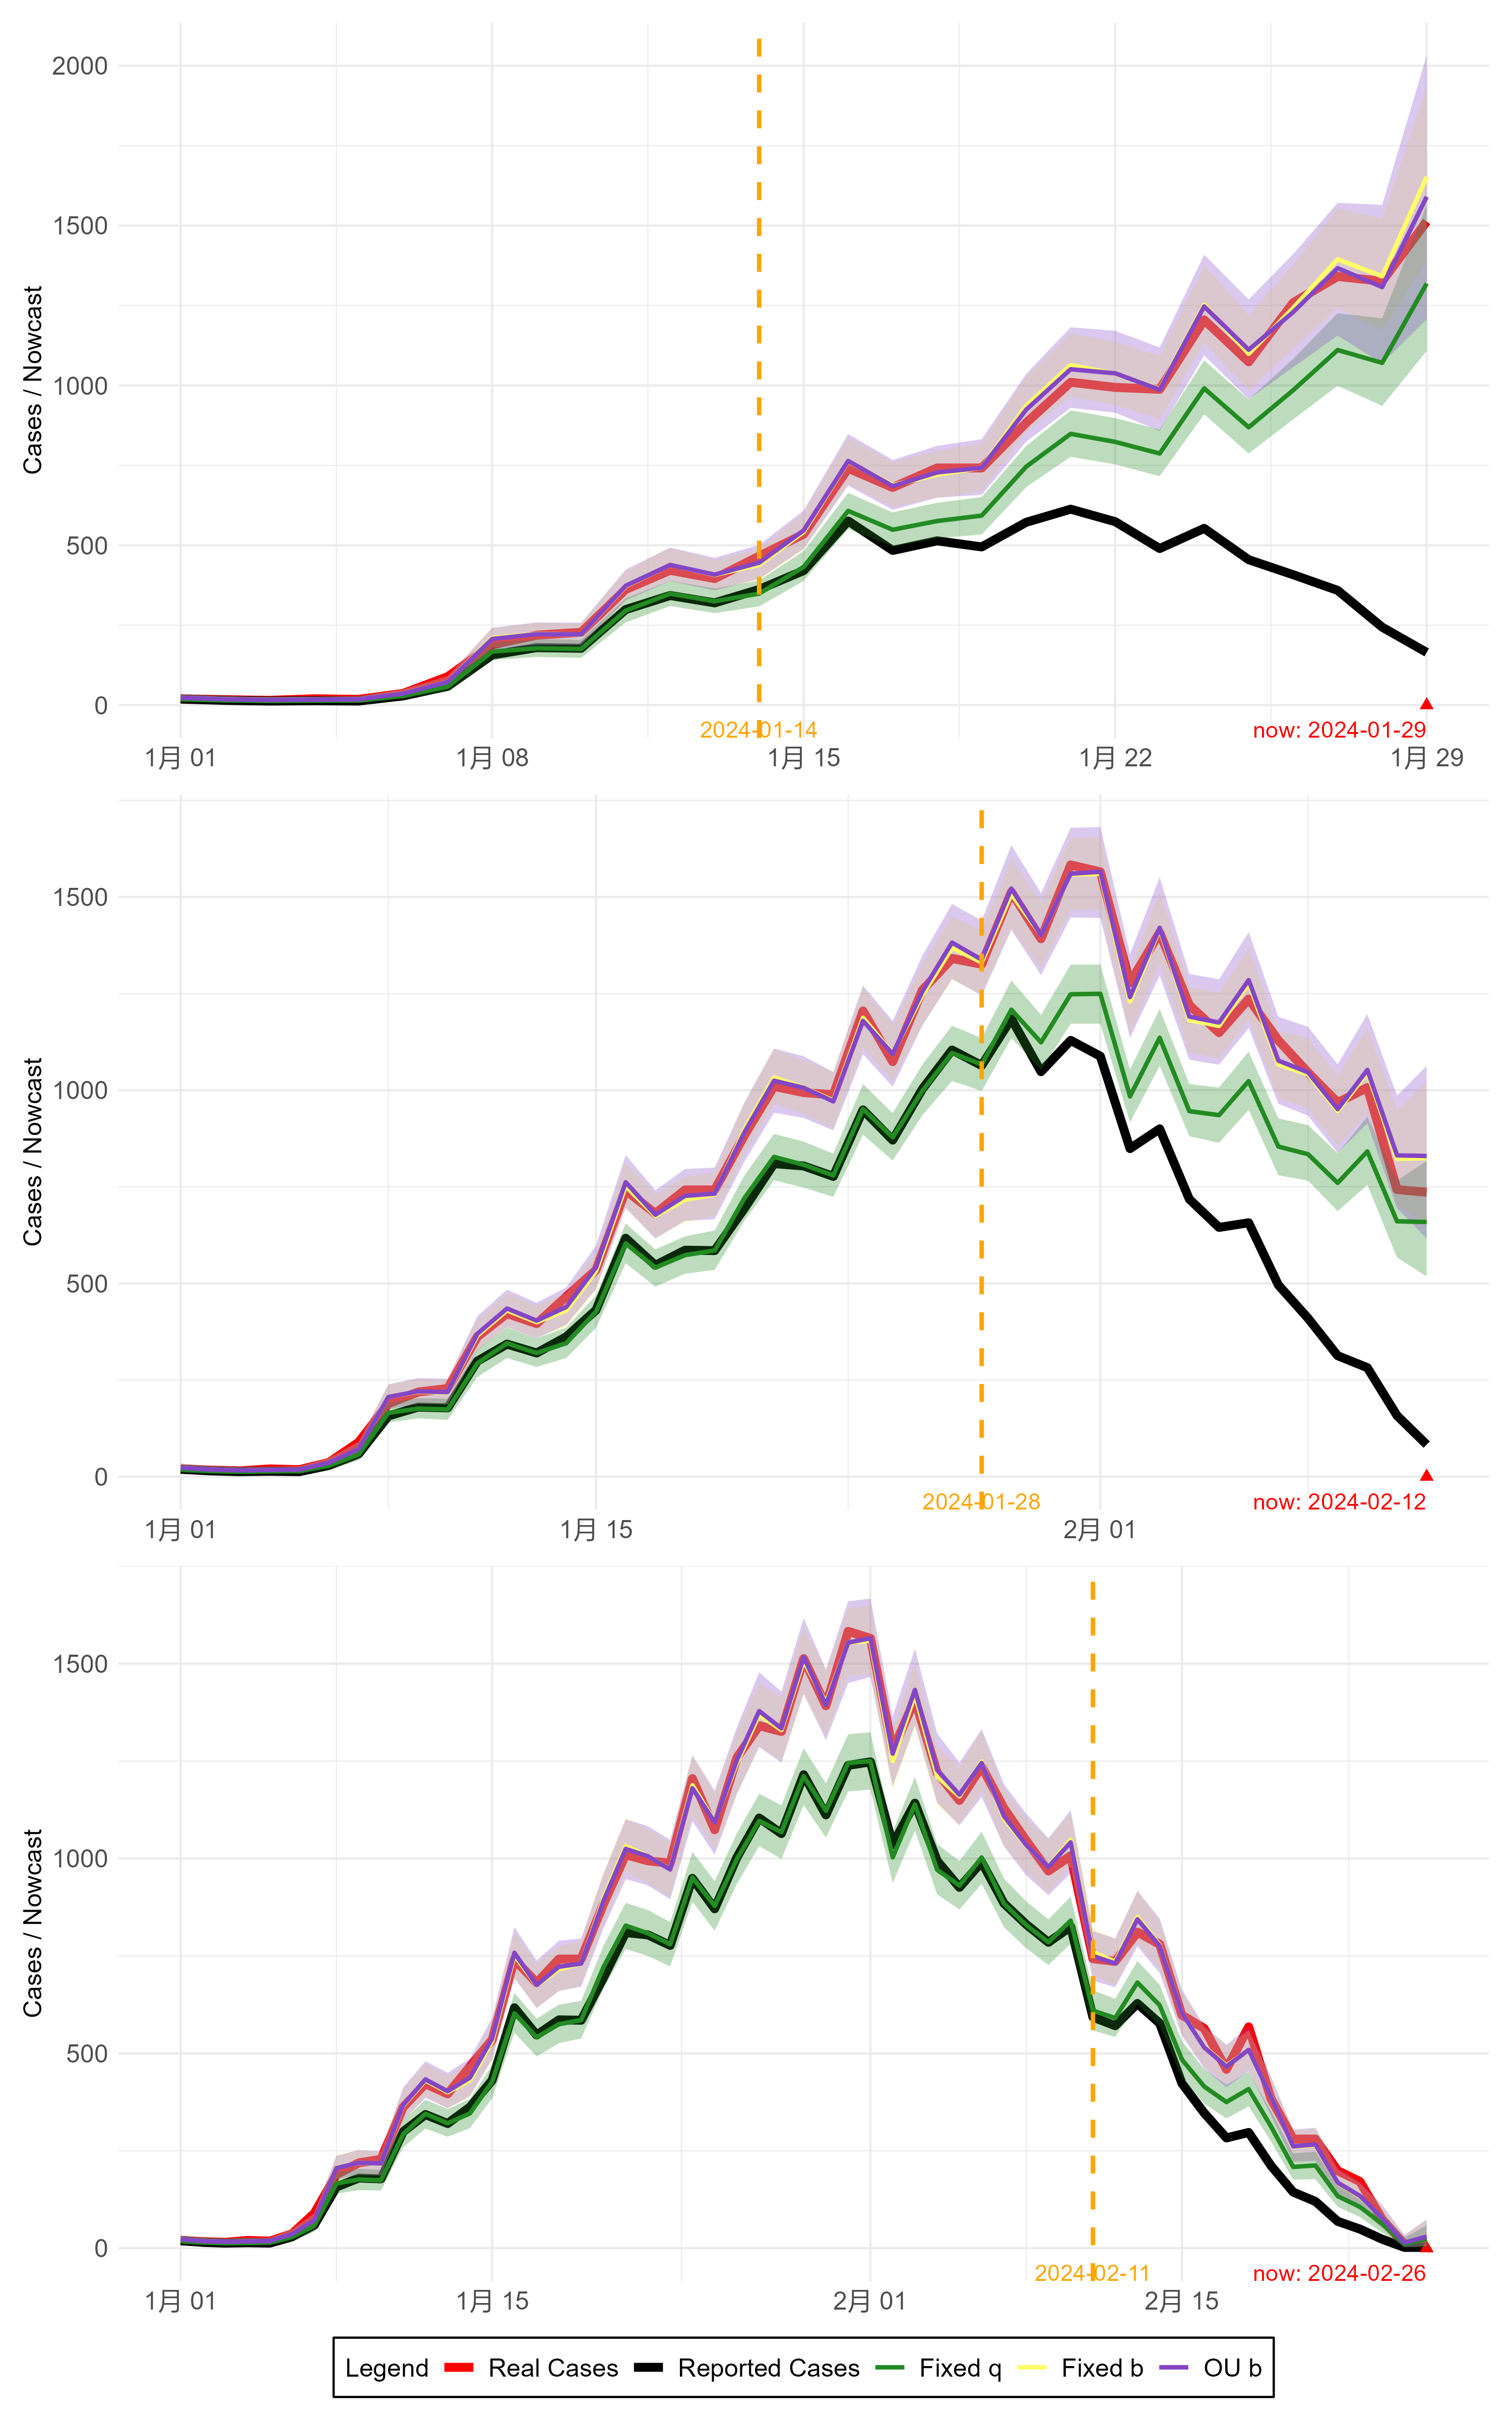 2000
1500
1000
500
0
Cases / Nowcast
2024-01-14
now: 2024-01-29
1月 01
1月 08
1月 15
1月 22
1月 29
1500
1000
500
0
Cases / Nowcast
2024-01-28
now: 2024-02-12
1月 01
1月 15
2月 01
1500
1000
500
0
Cases / Nowcast
2024-02-11
now: 2024-02-26
1月 01
1月 15
2月 01
2月 15
Legend Real Cases Reported Cases Fixed q Fixed b OU b